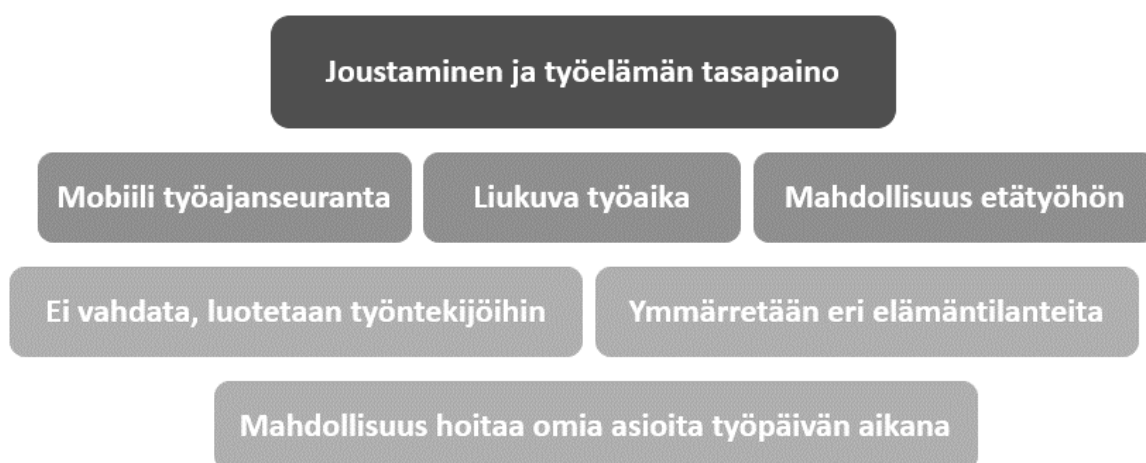 Joustaminen ja työelämän tasapaino
Mobiili työajanseuranta
Liukuva työaika
Mahdollisuus etätyöhön
Ei vahdata, luotetaan työntekijöihin
Ymmärretään eri elämäntilanteita
Mahdollisuus hoitaa omia asioita työpäivän aikana